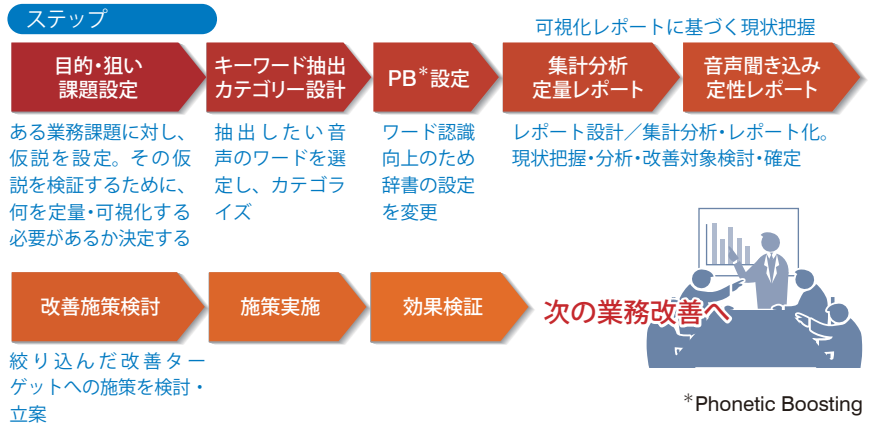 ステップ
可視化レポートに基づく現状把握
目的・狙い
課題設定
キーワード抽出
カテゴリー設計
PB*設定
集計分析
定量レポート
音声聞き込み
定性レポート
ある業務課題に対し、
仮説を設定。その仮
説を検証するために、
何を定量・可視化する
必要があるか決定する
抽出したい音
声のワードを選
定し、カテゴラ
イズ
ワード認識
向上のため
辞書の設定
を変更
レポート設計／集計分析・レポート化。
現状把握・分析・改善対象検討・確定
改善施策検討
施策実施
効果検証
次の業務改善へ
絞り込んだ改善ター
ゲットへの施策を検討・
立案
*Phonetic Boosting